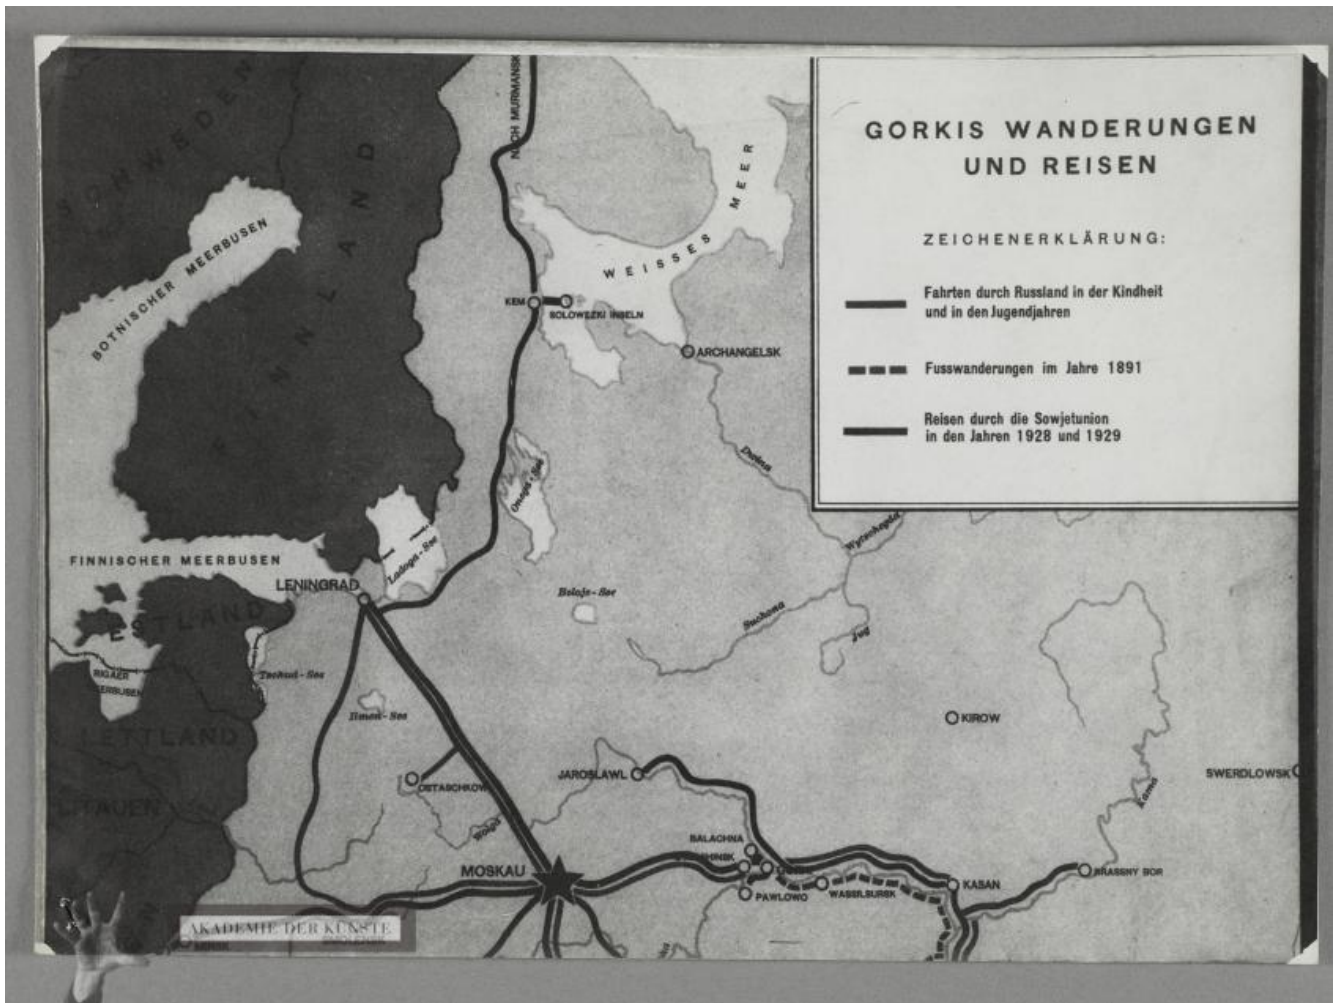 GORKIS WANDERUNGEN
UND REISEN
ZEICHENERKLÄRUNG:
Fahrten durch Russland in der Kindheit
und in den Jugendjahren
Fusswanderungen im Jahre 1891
Reisen durch die Sowjetunion
in den Jahren 1928 und 1929
SCHWEDEN
FINNLAND
NACH MURMANSK
BOTNISCHER MEERBUSEN
WEISSES MEER
KEM
SOLOWEZKI INSELN
ARCHANGELSK
Dwina
Onega-See
Wytschegda
FINNISCHER MEERBUSEN
Ladoga-See
LENINGRAD
Belaje-See
Suchona
Jug
ESTLAND
RIGAER
Tschud-See
Ilmen-See
KIROW
LETTLAND
JAROSLAWL
SWERDLOWSK
OSTASCHKOW
Kama
LITAUEN
Wolga
BALACHNA
MOSKAU
KRASSNY BOR
PAWLOWO
WASSILSURSK
KASAN
AKADEMIE DER KÜNSTE
SMOLENSK
MINSK